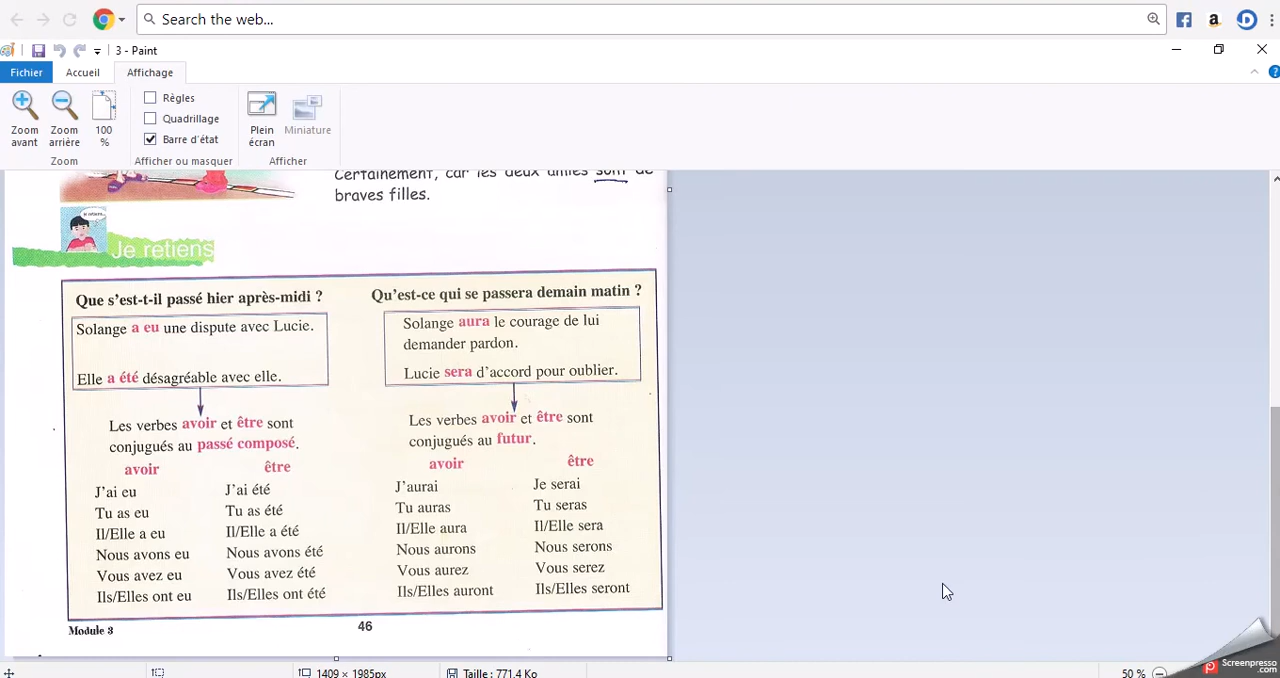 Search the web...
3 - Paint
Fichier
Accueil
Affichage
Zoom avant
Zoom arrière
100 %
Zoom
Règles
Quadrillage
Barre d'état
Afficher ou masquer
Plein écran
Miniature
Afficher
Certainement, car les deux amies sont de
braves filles.
Je retiens
Que s'est-t-il passé hier après-midi ?
Solange a eu une dispute avec Lucie.
Elle a été désagréable avec elle.
Les verbes avoir et être sont
conjugués au passé composé.
avoir
J'ai eu
Tu as eu
Il/Elle a eu
Nous avons eu
Vous avez eu
Ils/Elles ont eu
être
J'ai été
Tu as été
Il/Elle a été
Nous avons été
Vous avez été
Ils/Elles ont été
Qu'est-ce qui se passera demain matin ?
Solange aura le courage de lui
demander pardon.
Lucie sera d'accord pour oublier.
Les verbes avoir et être sont
conjugués au futur.
avoir
J'aurai
Tu auras
Il/Elle aura
Nous aurons
Vous aurez
Ils/Elles auront
être
Je serai
Tu seras
Il/Elle sera
Nous serons
Vous serez
Ils/Elles seront
Module 3
46
1409 × 1985px
Taille : 771.4 Ko
50 %
Screenpresso
.com